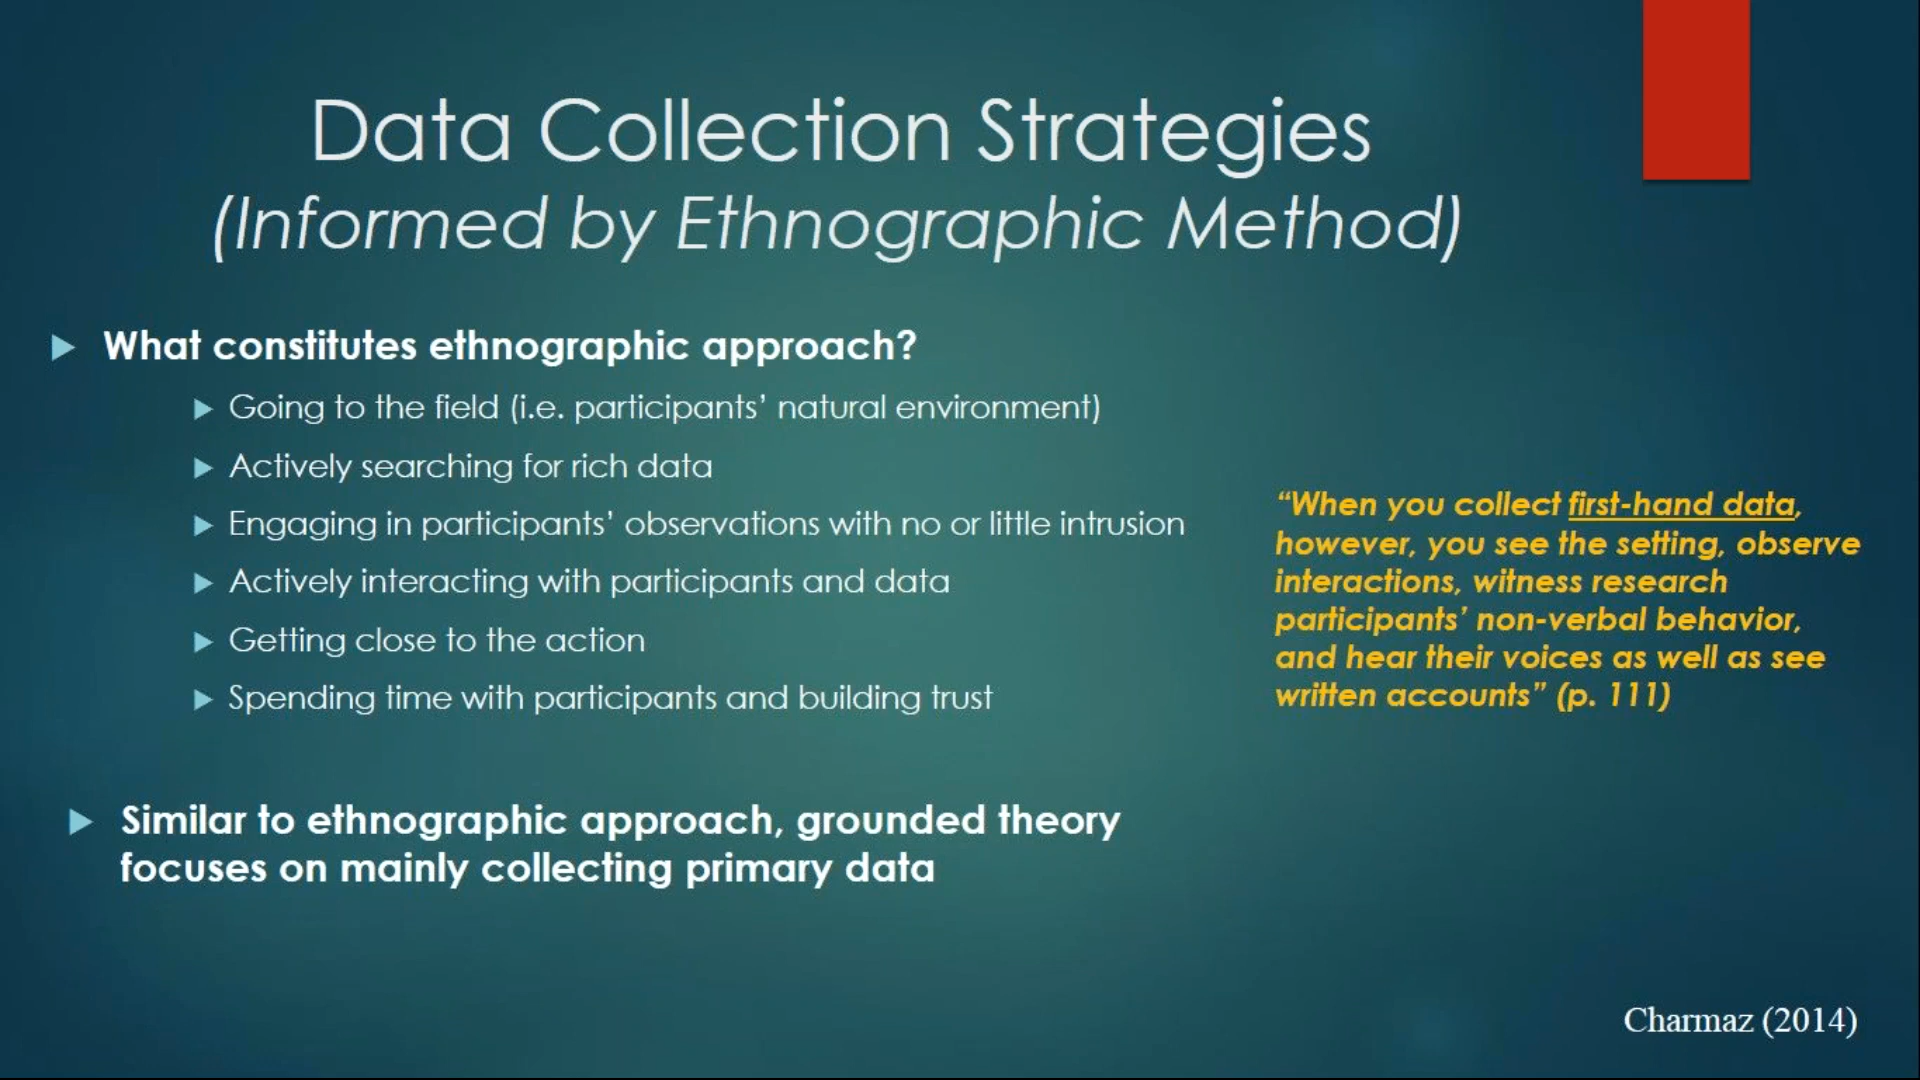 Data Collection Strategies
(Informed by Ethnographic Method)
What constitutes ethnographic approach?
Going to the field (i.e. participants’ natural environment)
Actively searching for rich data
Engaging in participants’ observations with no or little intrusion
Actively interacting with participants and data
Getting close to the action
Spending time with participants and building trust
Similar to ethnographic approach, grounded theory
focuses on mainly collecting primary data
“When you collect first-hand data,
however, you see the setting, observe
interactions, witness research
participants’ non-verbal behavior,
and hear their voices as well as see
written accounts” (p. 111)
Charmaz (2014)